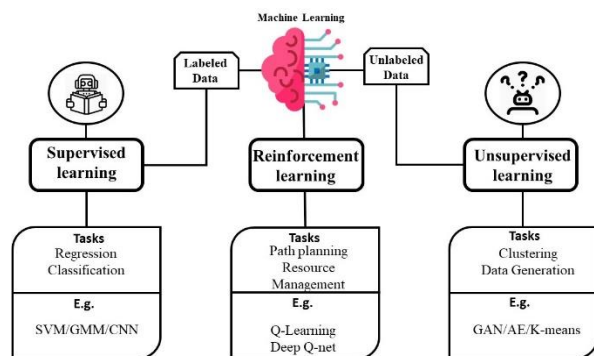 Machine Learning
Labeled
Data
Unlabeled
Data
?
Supervised
learning
Reinforcement
learning
Unsupervised
learning
Tasks
Regression
Classification
E.g.
SVM/GMM/CNN
Tasks
Path planning
Resource
Management
E.g.
Q-Learning
Deep Q-net
Tasks
Clustering
Data Generation
E.g.
GAN/AE/K-means